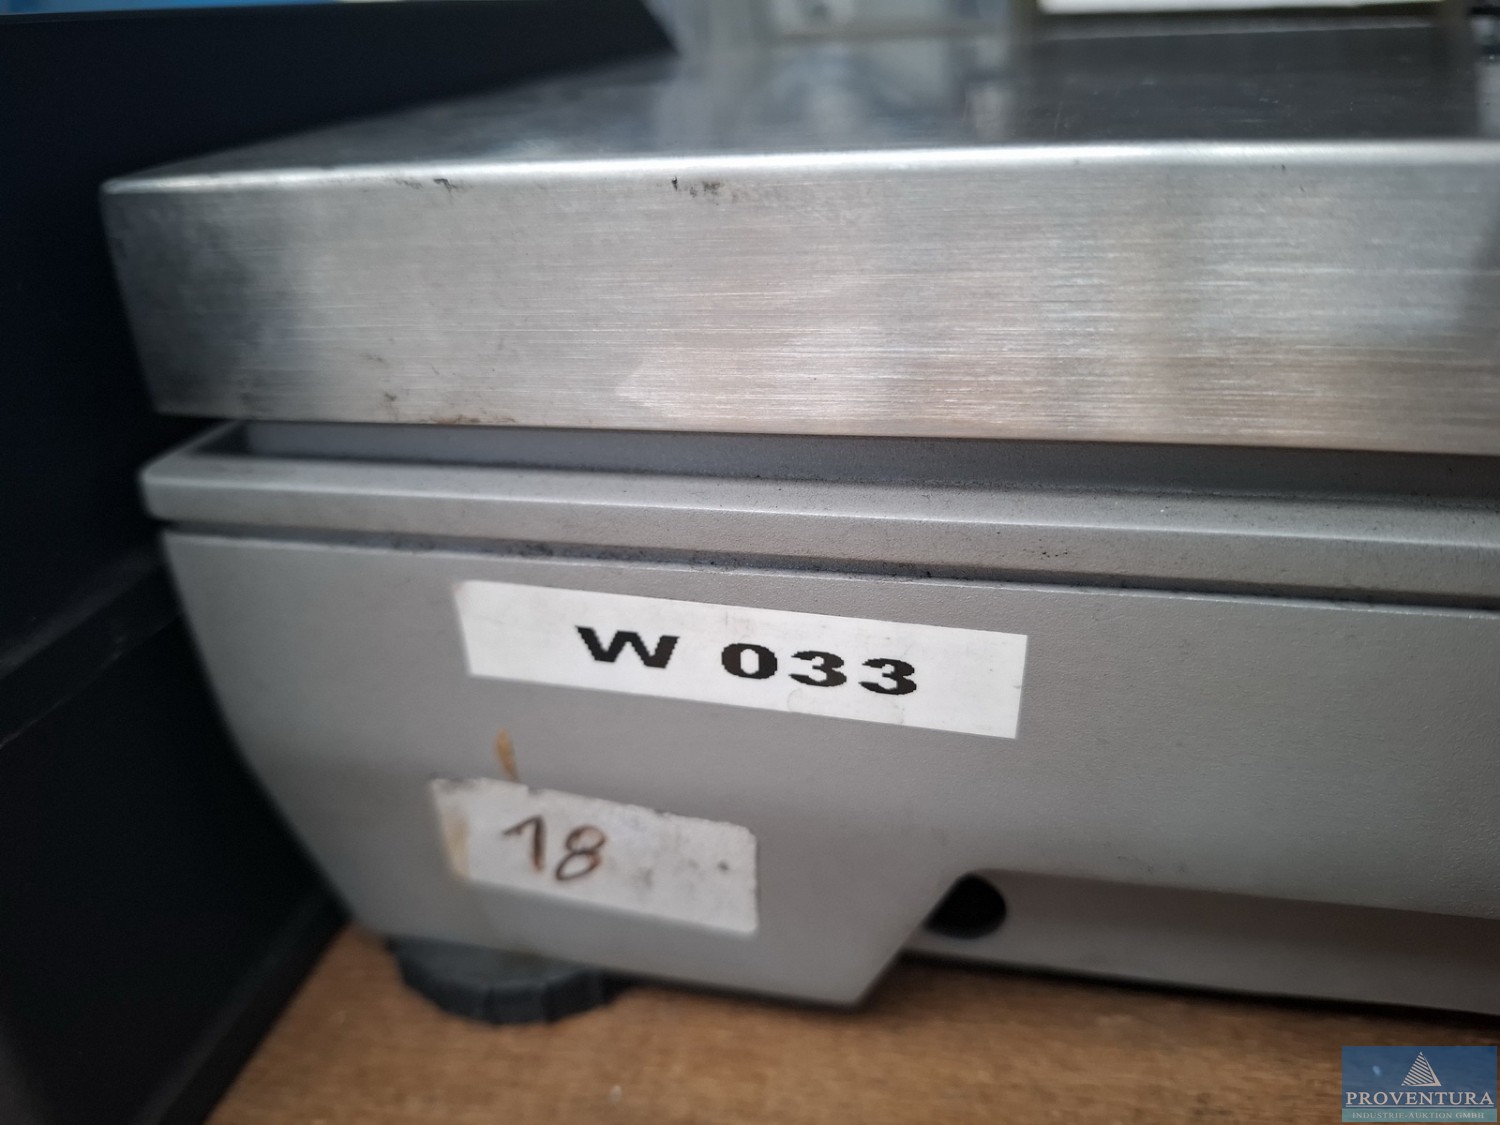 W 033
18
PROVENTURA
INDUSTRIE-AUKTION GMBH